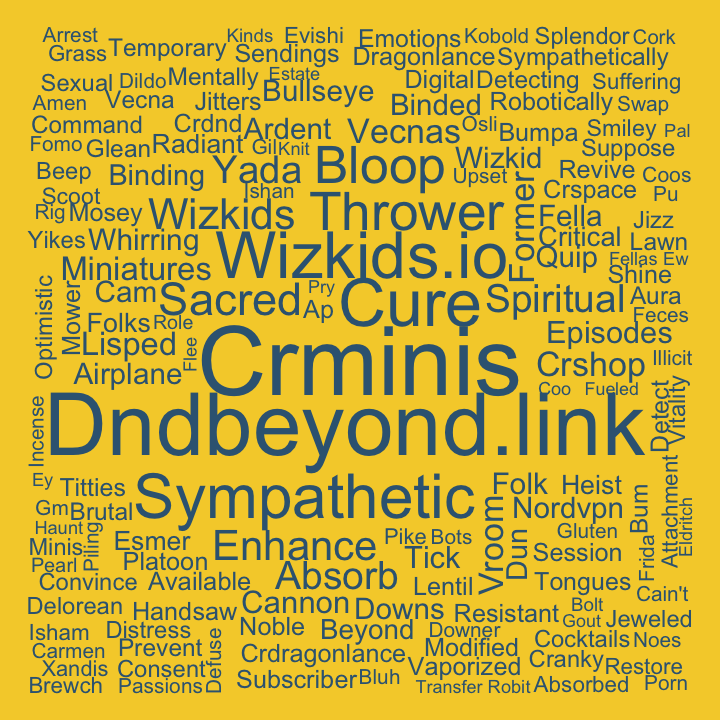 Arrest Kinds Evishi Emotions Kobold Splendor Cork
Grass Temporary Sendings Dragonlance Sympathetically
Sexual Dildo Mentally Estate Bullseye Digital Detecting Suffering
Amen Vecna Jitters Binded Robotically Swap
Command Crdnd Ardent Vecnas Osli Bumpa Smiley Pal
Fomo Glean Radiant Gil Knit Yada Bloop Wizkid Suppose
Beep Binding Ishan Upset Revive Coos
Scoot Crspace Pu
Rig Mosey Wizkids Thrower Former Fella Jizz
Yikes Whirring Wizkids.io Critical Lawn
Quip Fellas Ew
Miniatures Shine
Optimistic Mower Cam Sacred Pry Ap Cure Spiritual Aura
Folks Role Feces
Lisped Flee Episodes
Airplane Crminis Crshop Illicit
Coo Fueled
Incense Dndbeyond.link Detect Vitality
Ey Titties Sympathetic Folk Heist
Gm Brutal Nordvpn Bum Attachment Eldritch
Haunt Piling Esmer Enhance Pike Bots Vroom Dun Gluten
Minis Tick Session Frida
Pearl Platoon
Convince Available Absorb Lentil Tongues Cain't
Delorean Handsaw Cannon Downs Resistant Bolt
Gout Jeweled
Isham Distress Noble Beyond Downer Cocktails Noes
Carmen Prevent Defuse Crdragonlance Modified
Xandis Consent Vaporized Cranky Restore
Brewch Passions Subscriber Bluh Transfer Robit Absorbed Porn